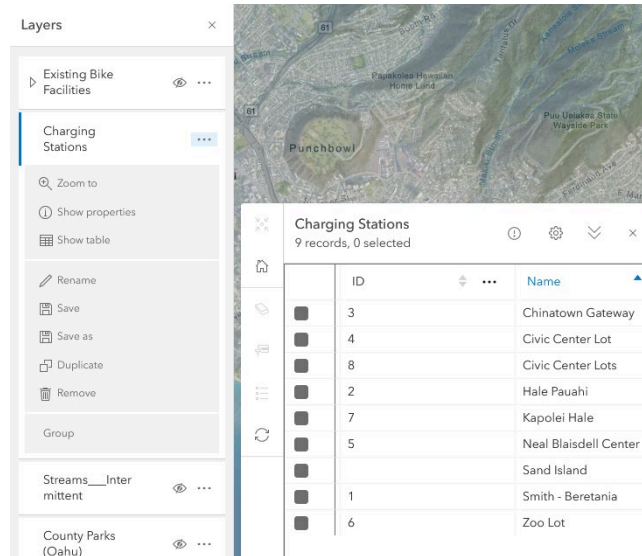 Layers
Existing Bike
Facilities
Charging
Stations
Zoom to
Show properties
Show table
Rename
Save
Save as
Duplicate
Remove
Group
Streams___Inter
mittent
County Parks
(Oahu)
61
61
Papakolea Hawaiian
Home Land
Puu Ualakaa State
Wayside Park
Punchbowl
Charging Stations
9 records, 0 selected
ID Name
3 Chinatown Gateway
4 Civic Center Lot
8 Civic Center Lots
2 Hale Pauahi
7 Kapolei Hale
5 Neal Blaisdell Center
Sand Island
1 Smith - Beretania
6 Zoo Lot